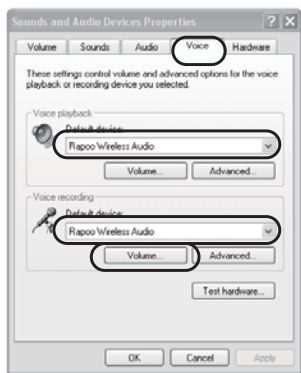 Sounds and Audio Devices Properties
Volume Sounds Audio Voice Hardware
These settings control volume and advanced options for the voice
playback or recording device you selected.
Voice playback
Default device:
Rapoo Wireless Audio
Volume... Advanced...
Voice recording
Default device:
Rapoo Wireless Audio
Volume... Advanced...
Test hardware...
OK Cancel Apply